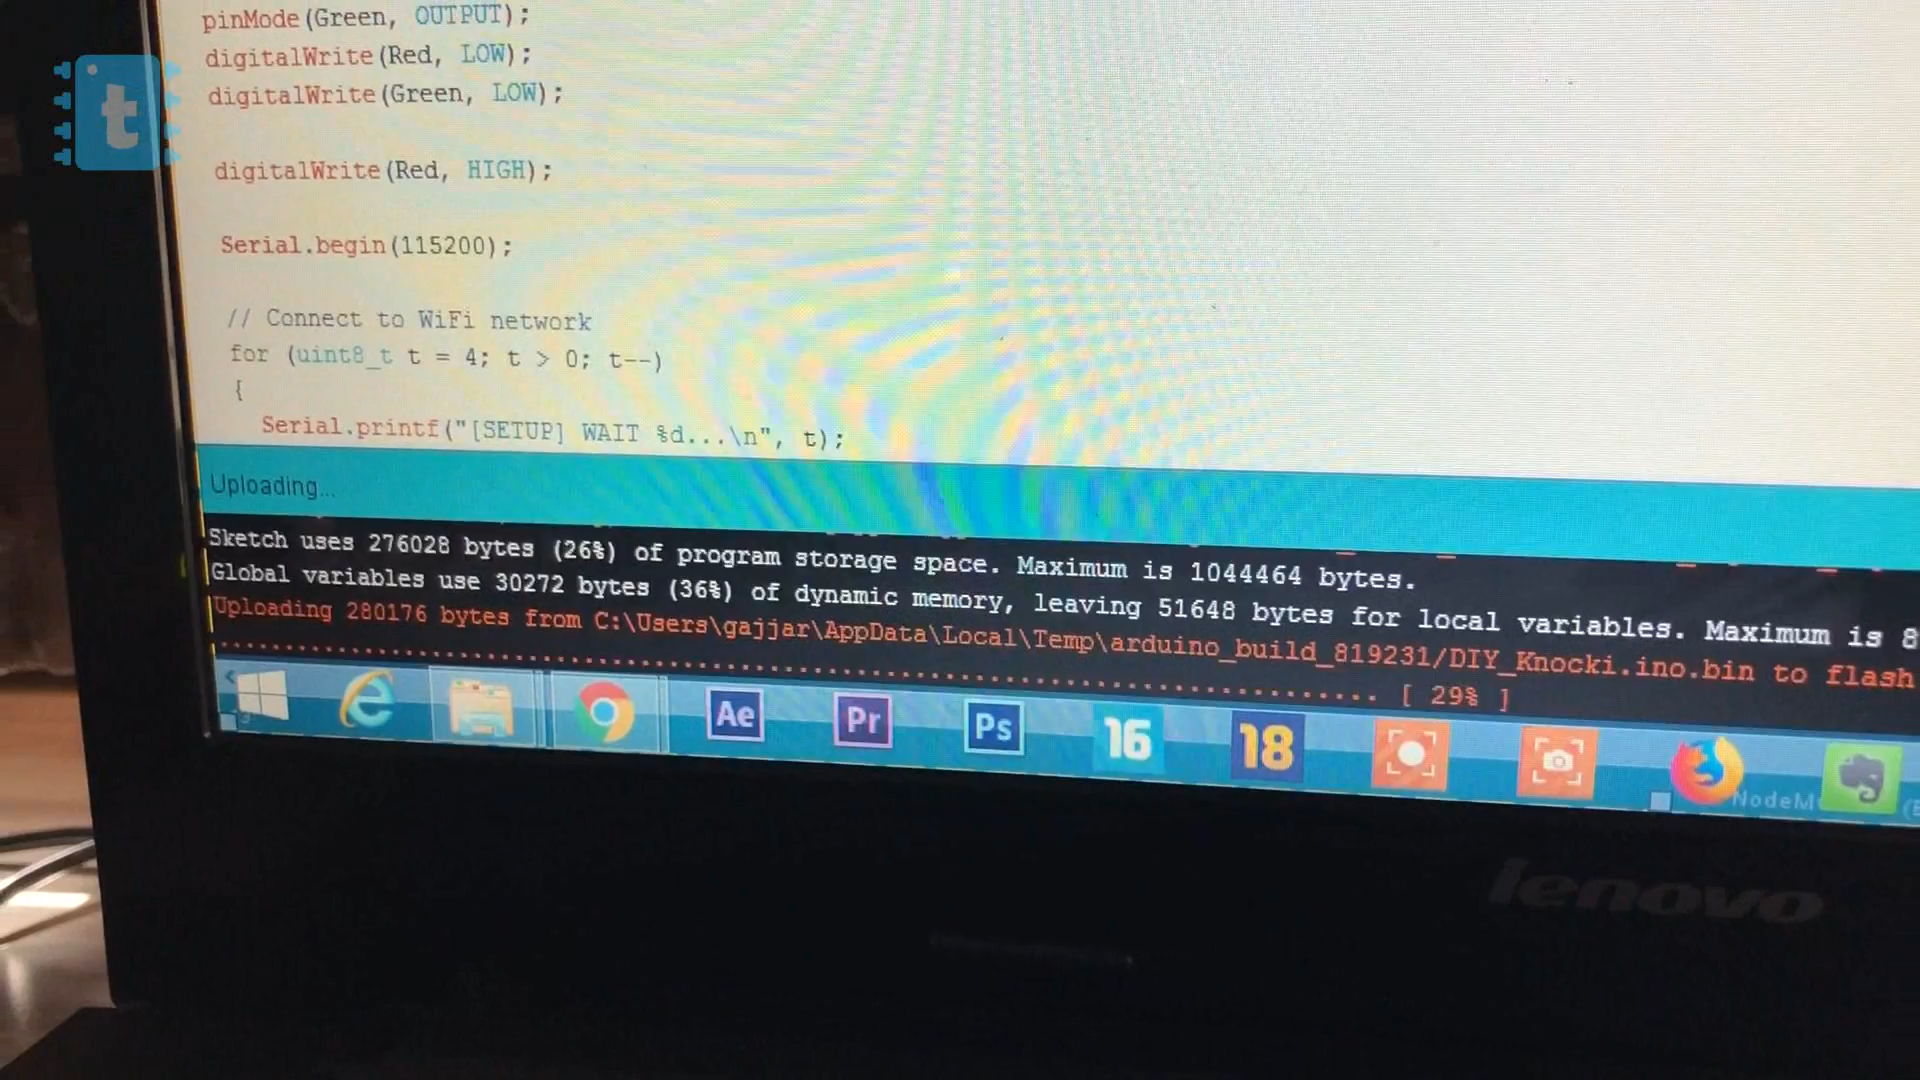 pinMode(Green, OUTPUT);
digitalWrite(Red, LOW);
digitalWrite(Green, LOW);
digitalWrite(Red, HIGH);
Serial.begin(115200);
// Connect to WiFi network
for (uint8_t t = 4; t > 0; t--)
{
Serial.printf("[SETUP] WAIT %d...\n", t);
Uploading...
Sketch uses 276028 bytes (26%) of program storage space. Maximum is 1044464 bytes.
Global variables use 30272 bytes (36%) of dynamic memory, leaving 51648 bytes for local variables. Maximum is 8
Uploading 280176 bytes from C:\Users\gajjar\AppData\Local\Temp\arduino_build_819231/DIY_Knocki.ino.bin to flash
................................................................................ [ 29% ]
Ae Pr Ps 16 18
NodeM
lenovo
t